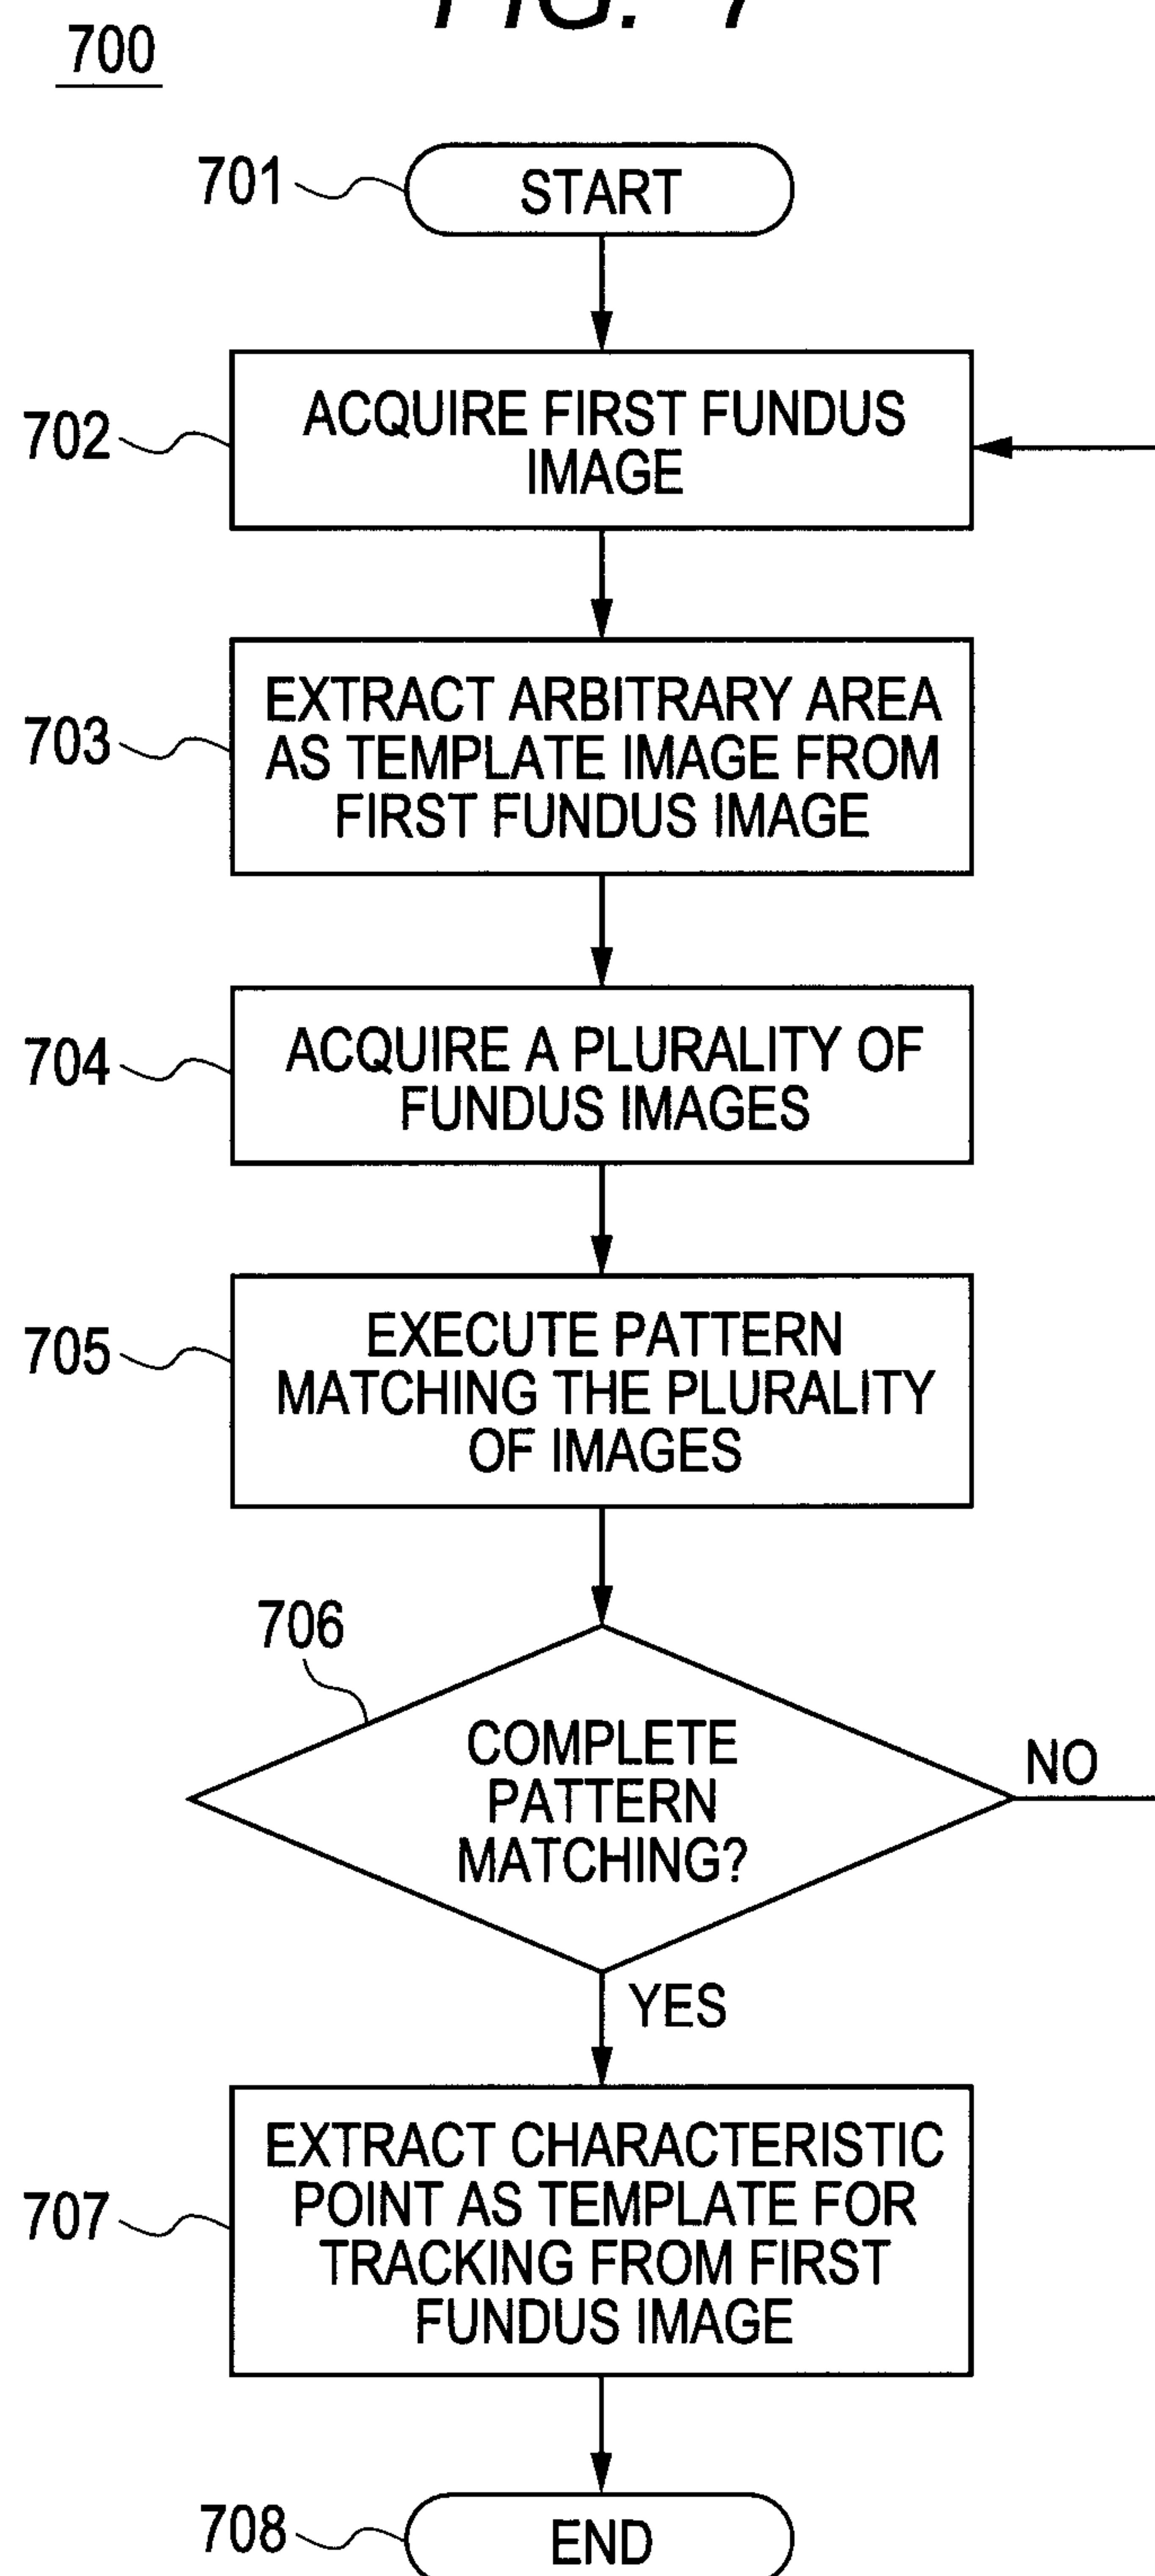 FIG. 7
700
701
START
702
ACQUIRE FIRST FUNDUS
IMAGE
703
EXTRACT ARBITRARY AREA
AS TEMPLATE IMAGE FROM
FIRST FUNDUS IMAGE
704
ACQUIRE A PLURALITY OF
FUNDUS IMAGES
705
EXECUTE PATTERN
MATCHING THE PLURALITY
OF IMAGES
706
COMPLETE
PATTERN
MATCHING?
NO
YES
707
EXTRACT CHARACTERISTIC
POINT AS TEMPLATE FOR
TRACKING FROM FIRST
FUNDUS IMAGE
708
END